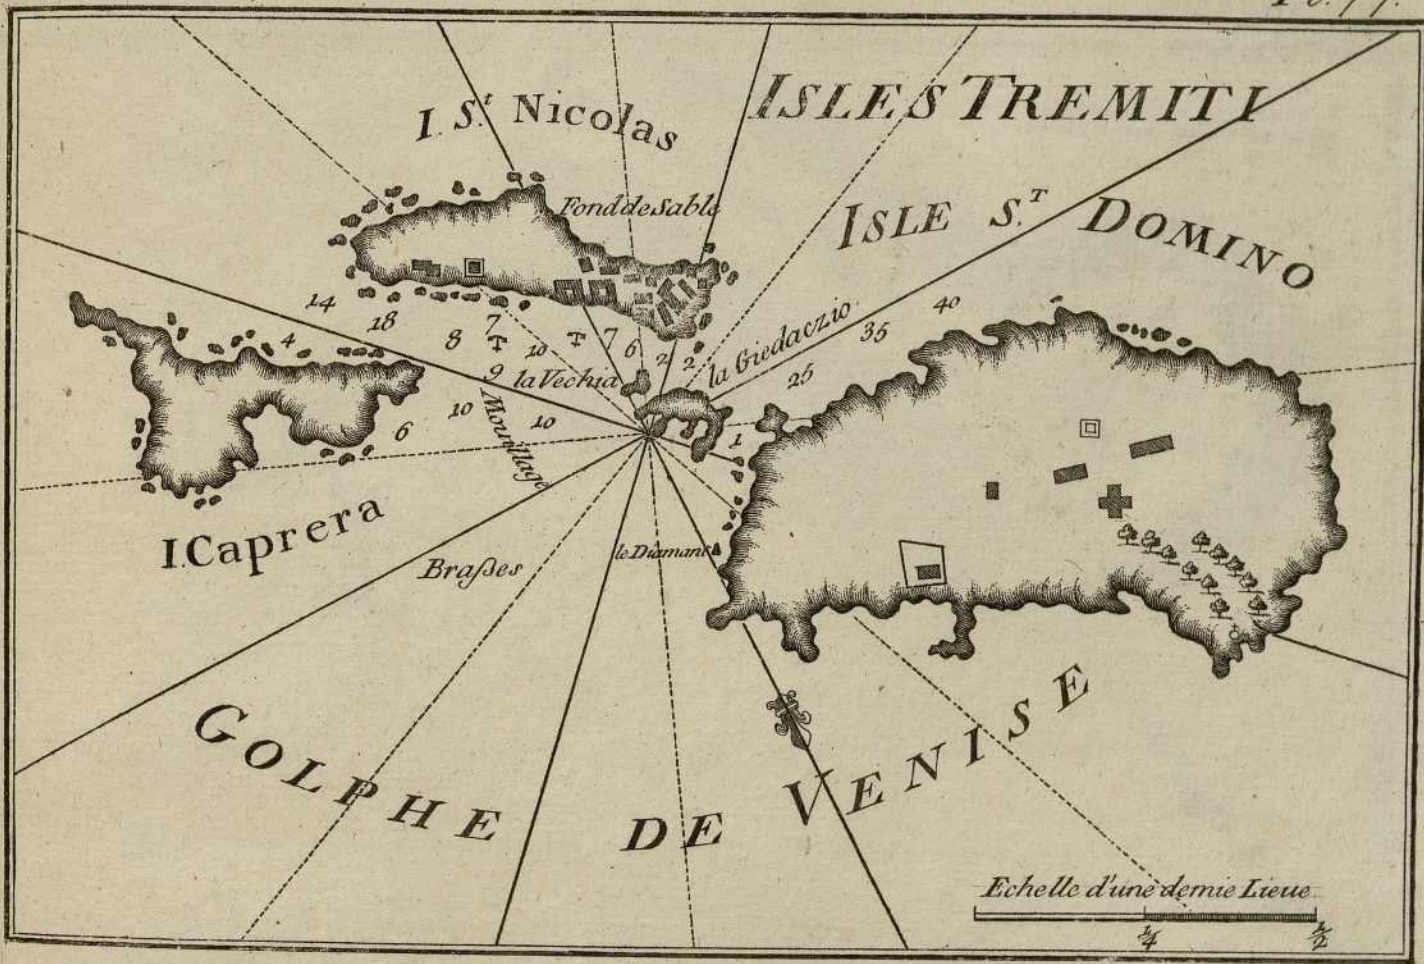 ISLES TREMITI
I. S.t Nicolas
Fond de Sable
ISLE S.T DOMINO
14
18
4
8
7
10
7
6
2
2
la Giedaczio
40
35
25
9
la Vechia
10
10
6
Mouillage
1
I. Caprera
Braſses
le Diamant
GOLPHE DE VENISE
Echelle d'une demie Lieue
1/4
1/2